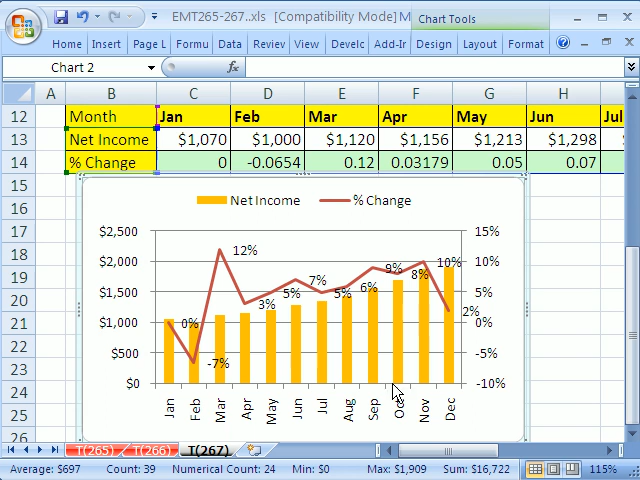 EMT265-267..xls [Compatibility Mode] M
Chart Tools
Home Insert Page L Formu Data Review View Develc Add-Ir Design Layout Format
Chart 2 fx
A B C D E F G H
12 Month Jan Feb Mar Apr May Jun Jul
13 Net Income $1,070 $1,000 $1,120 $1,156 $1,213 $1,298 $
14 % Change 0 -0.0654 0.12 0.03179 0.05 0.07
15
16
17
18
19
20
21
22
23
24
25
26
Net Income % Change
$2,500 15%
$2,000 10%
$1,500 5%
$1,000 0%
$500 -5%
$0 -10%
0% -7% 12% 3% 5% 7% 5% 6% 9% 8% 10% 2%
Jan Feb Mar Apr May Jun Jul Aug Sep Oct Nov Dec
T(265) T(266) T(267)
Average: $697 Count: 39 Numerical Count: 24 Min: $0 Max: $1,909 Sum: $16,722 115%